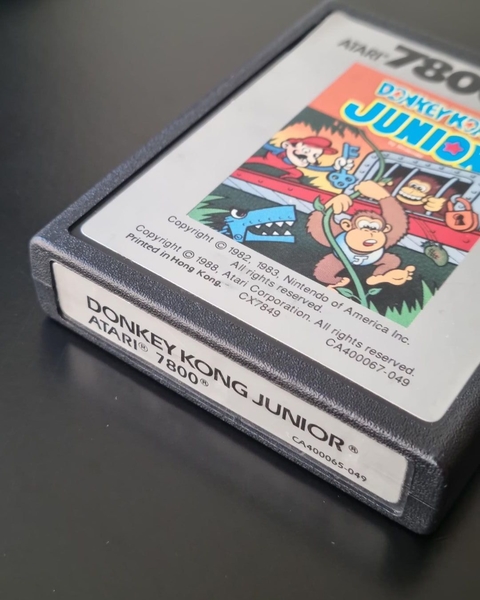 ATARI® 7800
DONKEY KONG
JUNIOR
Copyright © 1982, 1983, Nintendo of America Inc.
All rights reserved.
Copyright © 1988, Atari Corporation. All rights reserved.
Printed in Hong Kong.
CX7849
CA400067-049
DONKEY KONG JUNIOR®
ATARI® 7800®
CA400065-049